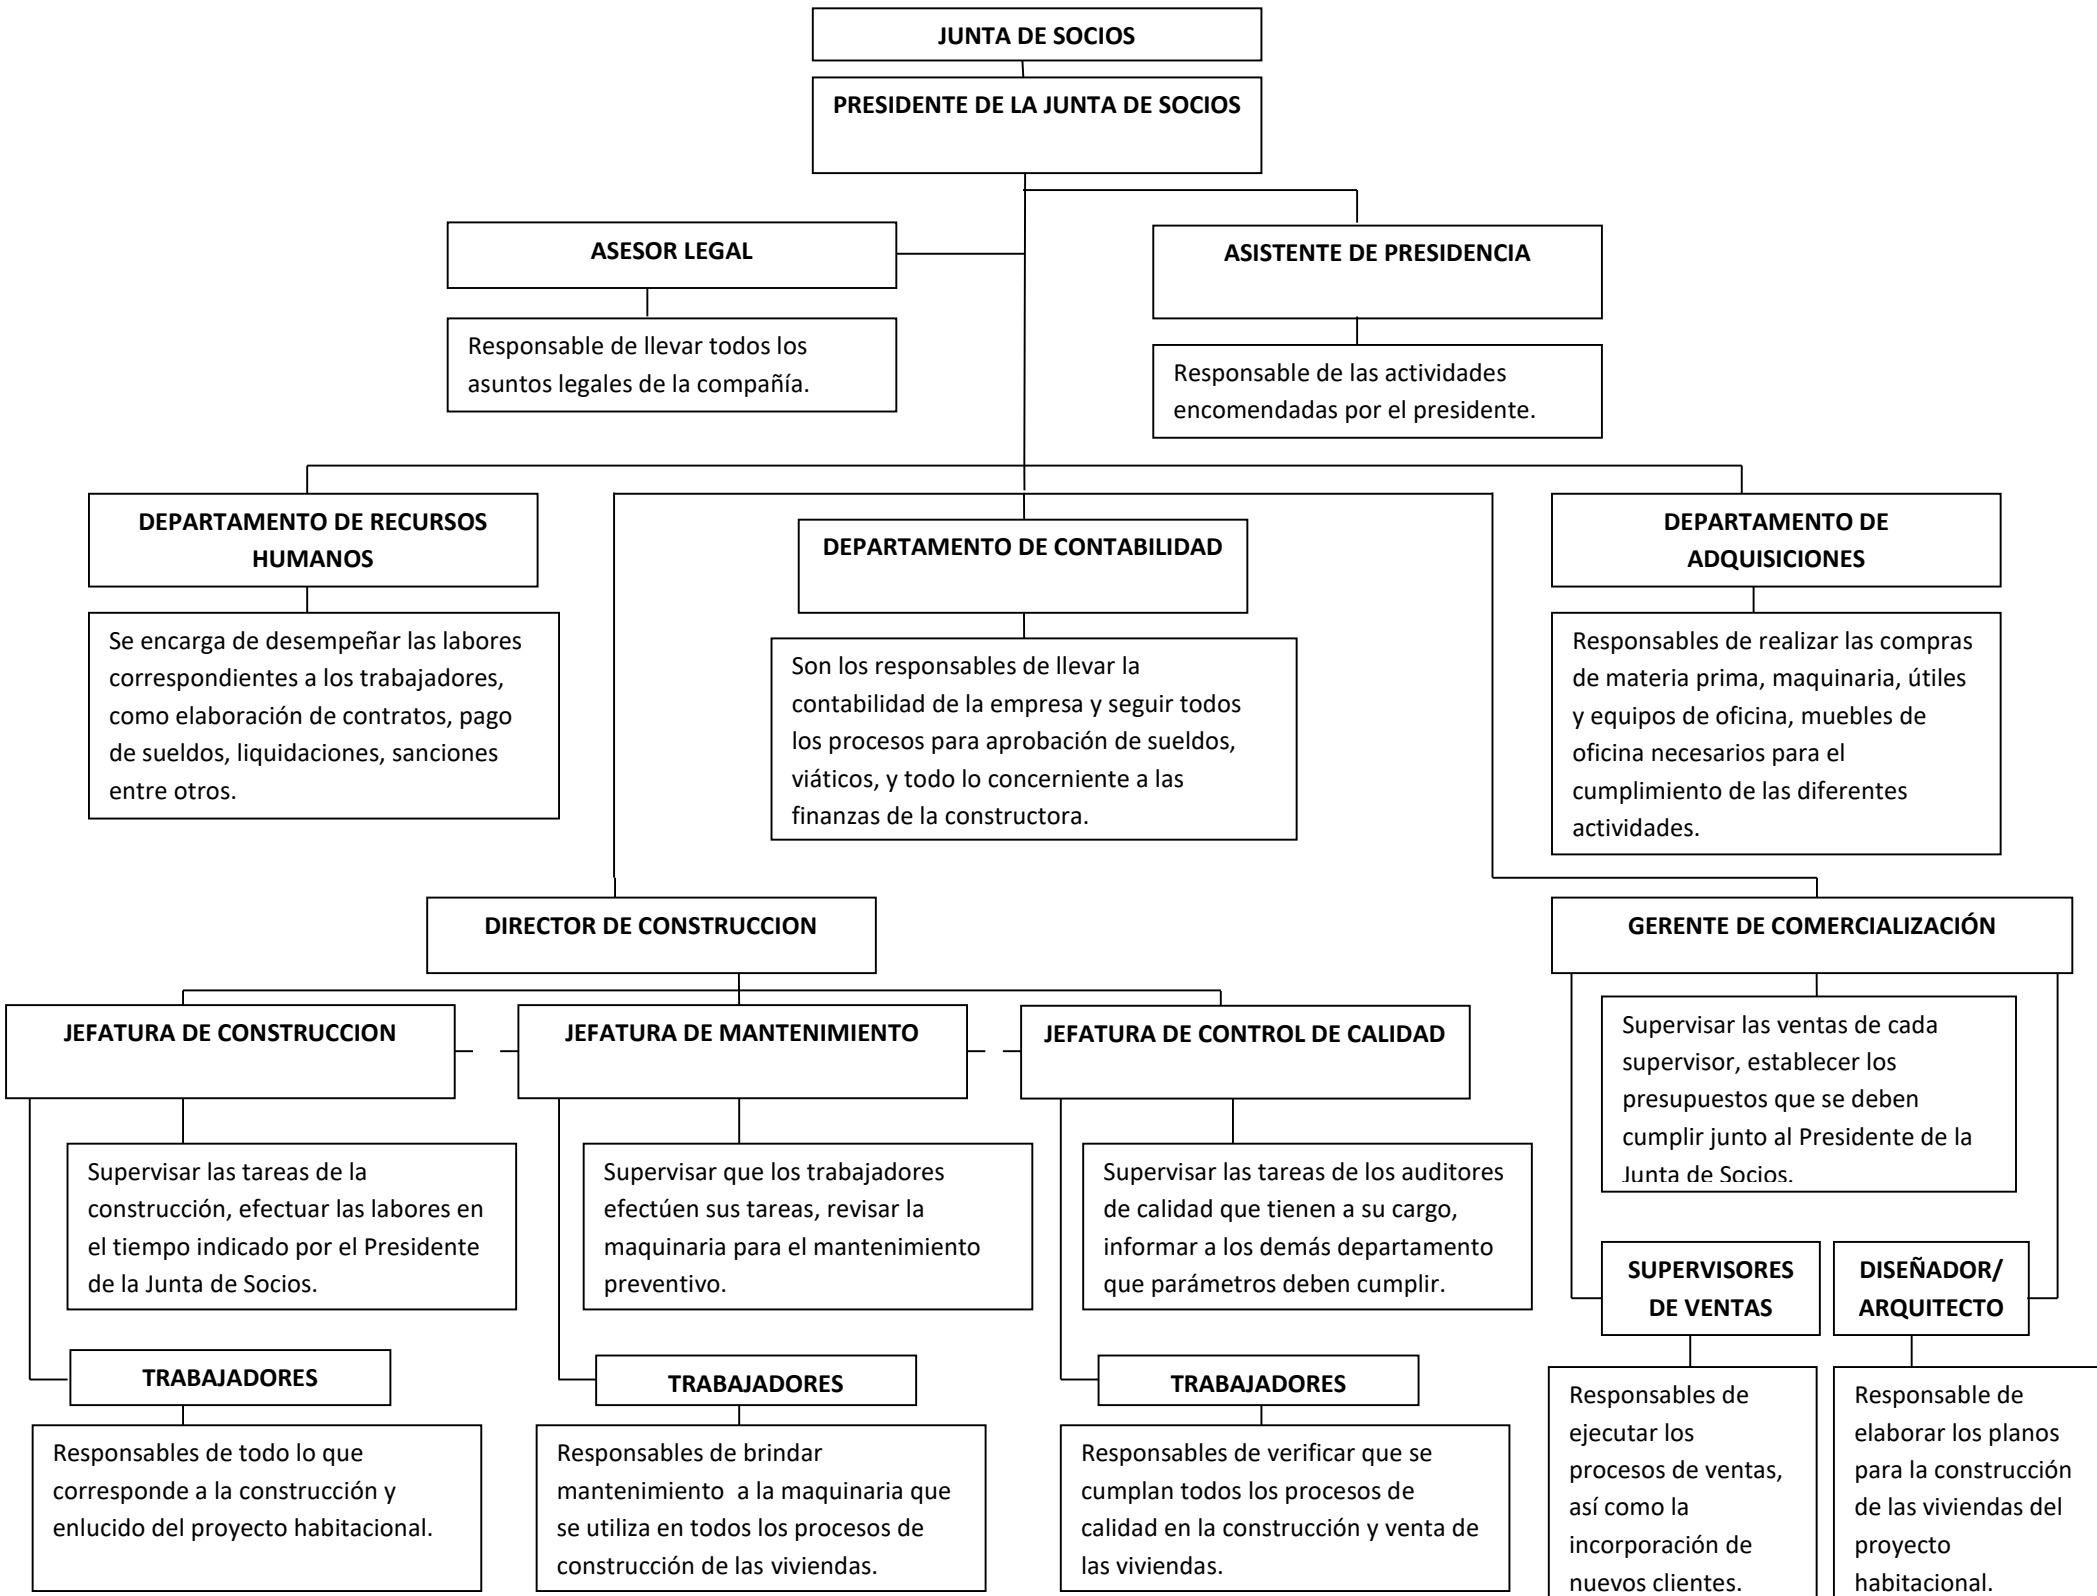 JUNTA DE SOCIOS
PRESIDENTE DE LA JUNTA DE SOCIOS
ASESOR LEGAL
Responsable de llevar todos los
asuntos legales de la compañía.
ASISTENTE DE PRESIDENCIA
Responsable de las actividades
encomendadas por el presidente.
DEPARTAMENTO DE RECURSOS
HUMANOS
Se encarga de desempeñar las labores
correspondientes a los trabajadores,
como elaboración de contratos, pago
de sueldos, liquidaciones, sanciones
entre otros.
DEPARTAMENTO DE CONTABILIDAD
Son los responsables de llevar la
contabilidad de la empresa y seguir todos
los procesos para aprobación de sueldos,
viáticos, y todo lo concerniente a las
finanzas de la constructora.
DEPARTAMENTO DE
ADQUISICIONES
Responsables de realizar las compras
de materia prima, maquinaria, útiles
y equipos de oficina, muebles de
oficina necesarios para el
cumplimiento de las diferentes
actividades.
DIRECTOR DE CONSTRUCCION
GERENTE DE COMERCIALIZACIÓN
JEFATURA DE CONSTRUCCION
Supervisar las tareas de la
construcción, efectuar las labores en
el tiempo indicado por el Presidente
de la Junta de Socios.
TRABAJADORES
Responsables de todo lo que
corresponde a la construcción y
enlucido del proyecto habitacional.
JEFATURA DE MANTENIMIENTO
Supervisar que los trabajadores
efectúen sus tareas, revisar la
maquinaria para el mantenimiento
preventivo.
TRABAJADORES
Responsables de brindar
mantenimiento a la maquinaria que
se utiliza en todos los procesos de
construcción de las viviendas.
JEFATURA DE CONTROL DE CALIDAD
Supervisar las tareas de los auditores
de calidad que tienen a su cargo,
informar a los demás departamento
que parámetros deben cumplir.
TRABAJADORES
Responsables de verificar que se
cumplan todos los procesos de
calidad en la construcción y venta de
las viviendas.
Supervisar las ventas de cada
supervisor, establecer los
presupuestos que se deben
cumplir junto al Presidente de la
Junta de Socios.
SUPERVISORES
DE VENTAS
Responsables de
ejecutar los
procesos de ventas,
así como la
incorporación de
nuevos clientes.
DISEÑADOR/
ARQUITECTO
Responsable de
elaborar los planos
para la construcción
de las viviendas del
proyecto
habitacional.